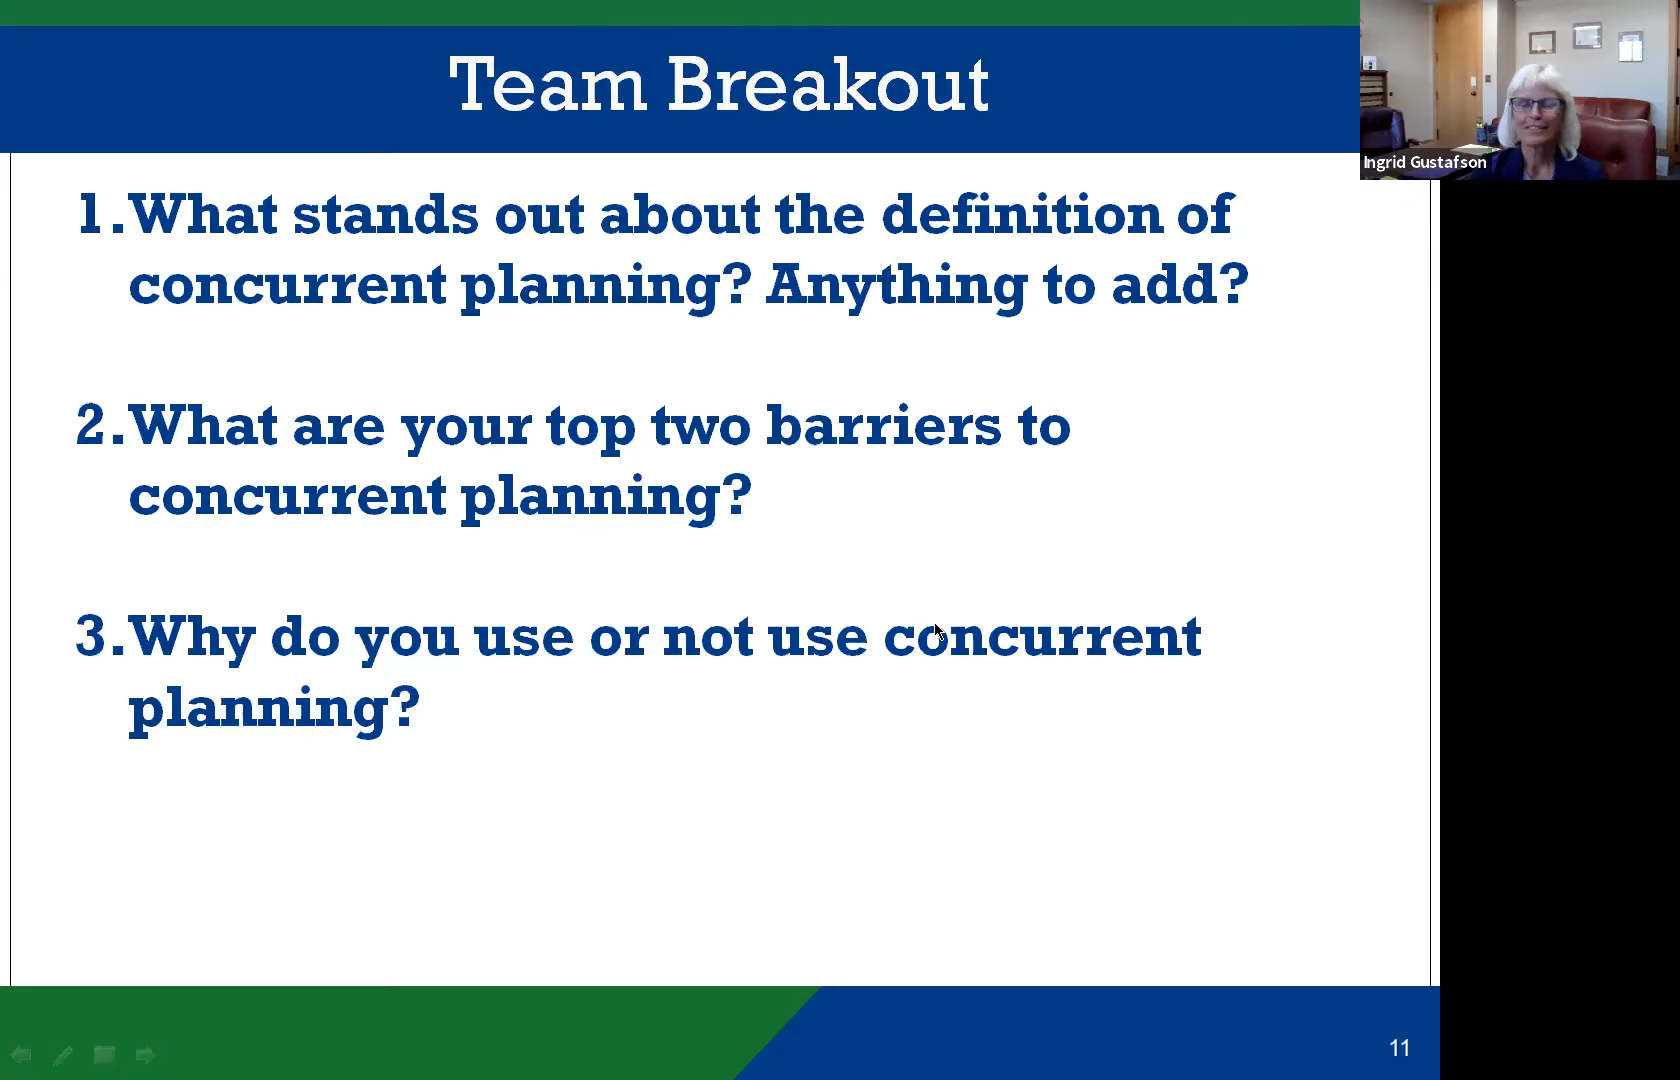 Team Breakout
Ingrid Gustafson
1. What stands out about the definition of
concurrent planning? Anything to add?
2. What are your top two barriers to
concurrent planning?
3. Why do you use or not use concurrent
planning?
11